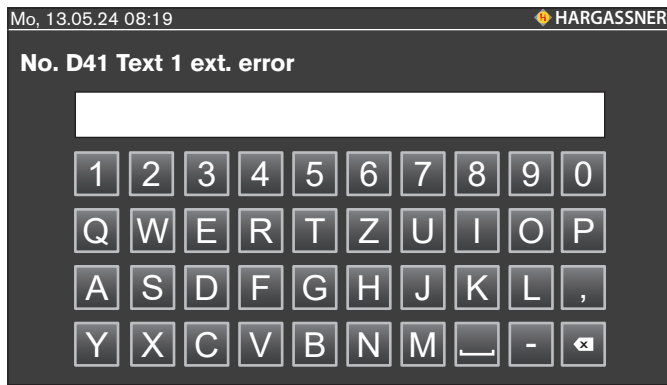 Mo, 13.05.24 08:19 HARGASSNER
No. D41 Text 1 ext. error
1 2 3 4 5 6 7 8 9 0
Q W E R T Z U I O P
A S D F G H J K L ,
Y X C V B N M -